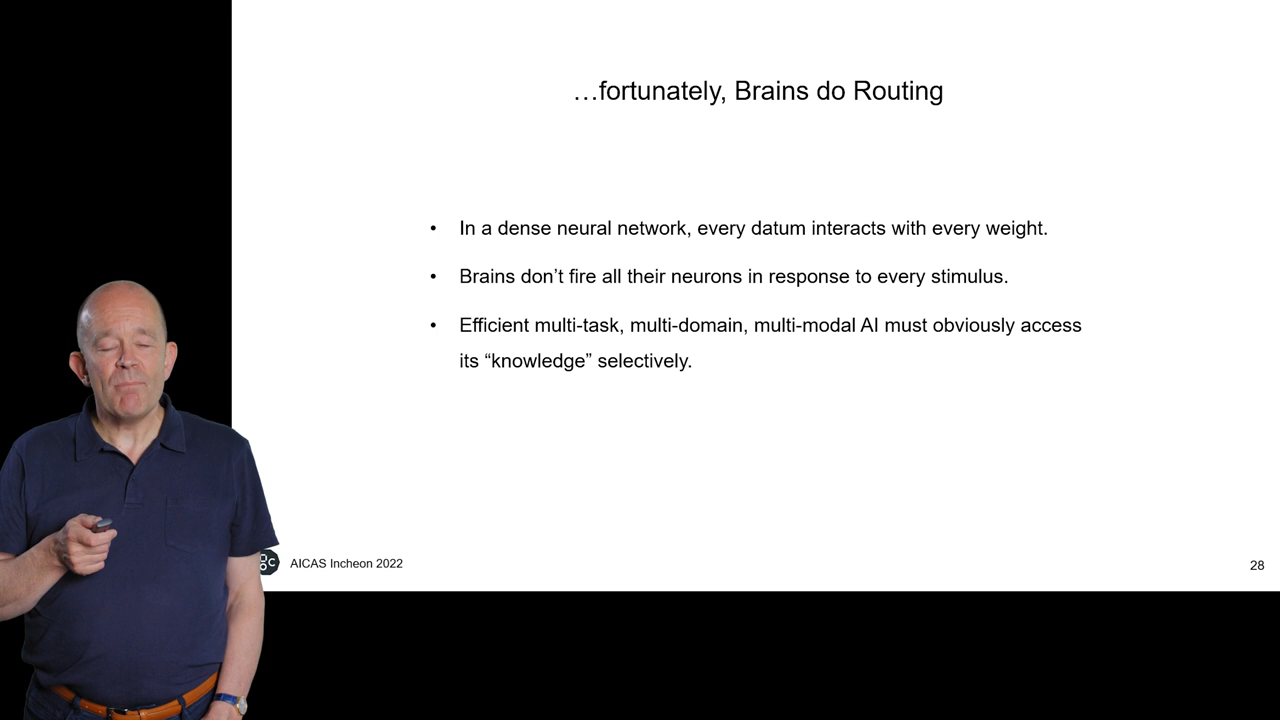 …fortunately, Brains do Routing
• In a dense neural network, every datum interacts with every weight.
• Brains don’t fire all their neurons in response to every stimulus.
• Efficient multi-task, multi-domain, multi-modal AI must obviously access
its “knowledge” selectively.
AICAS Incheon 2022
28